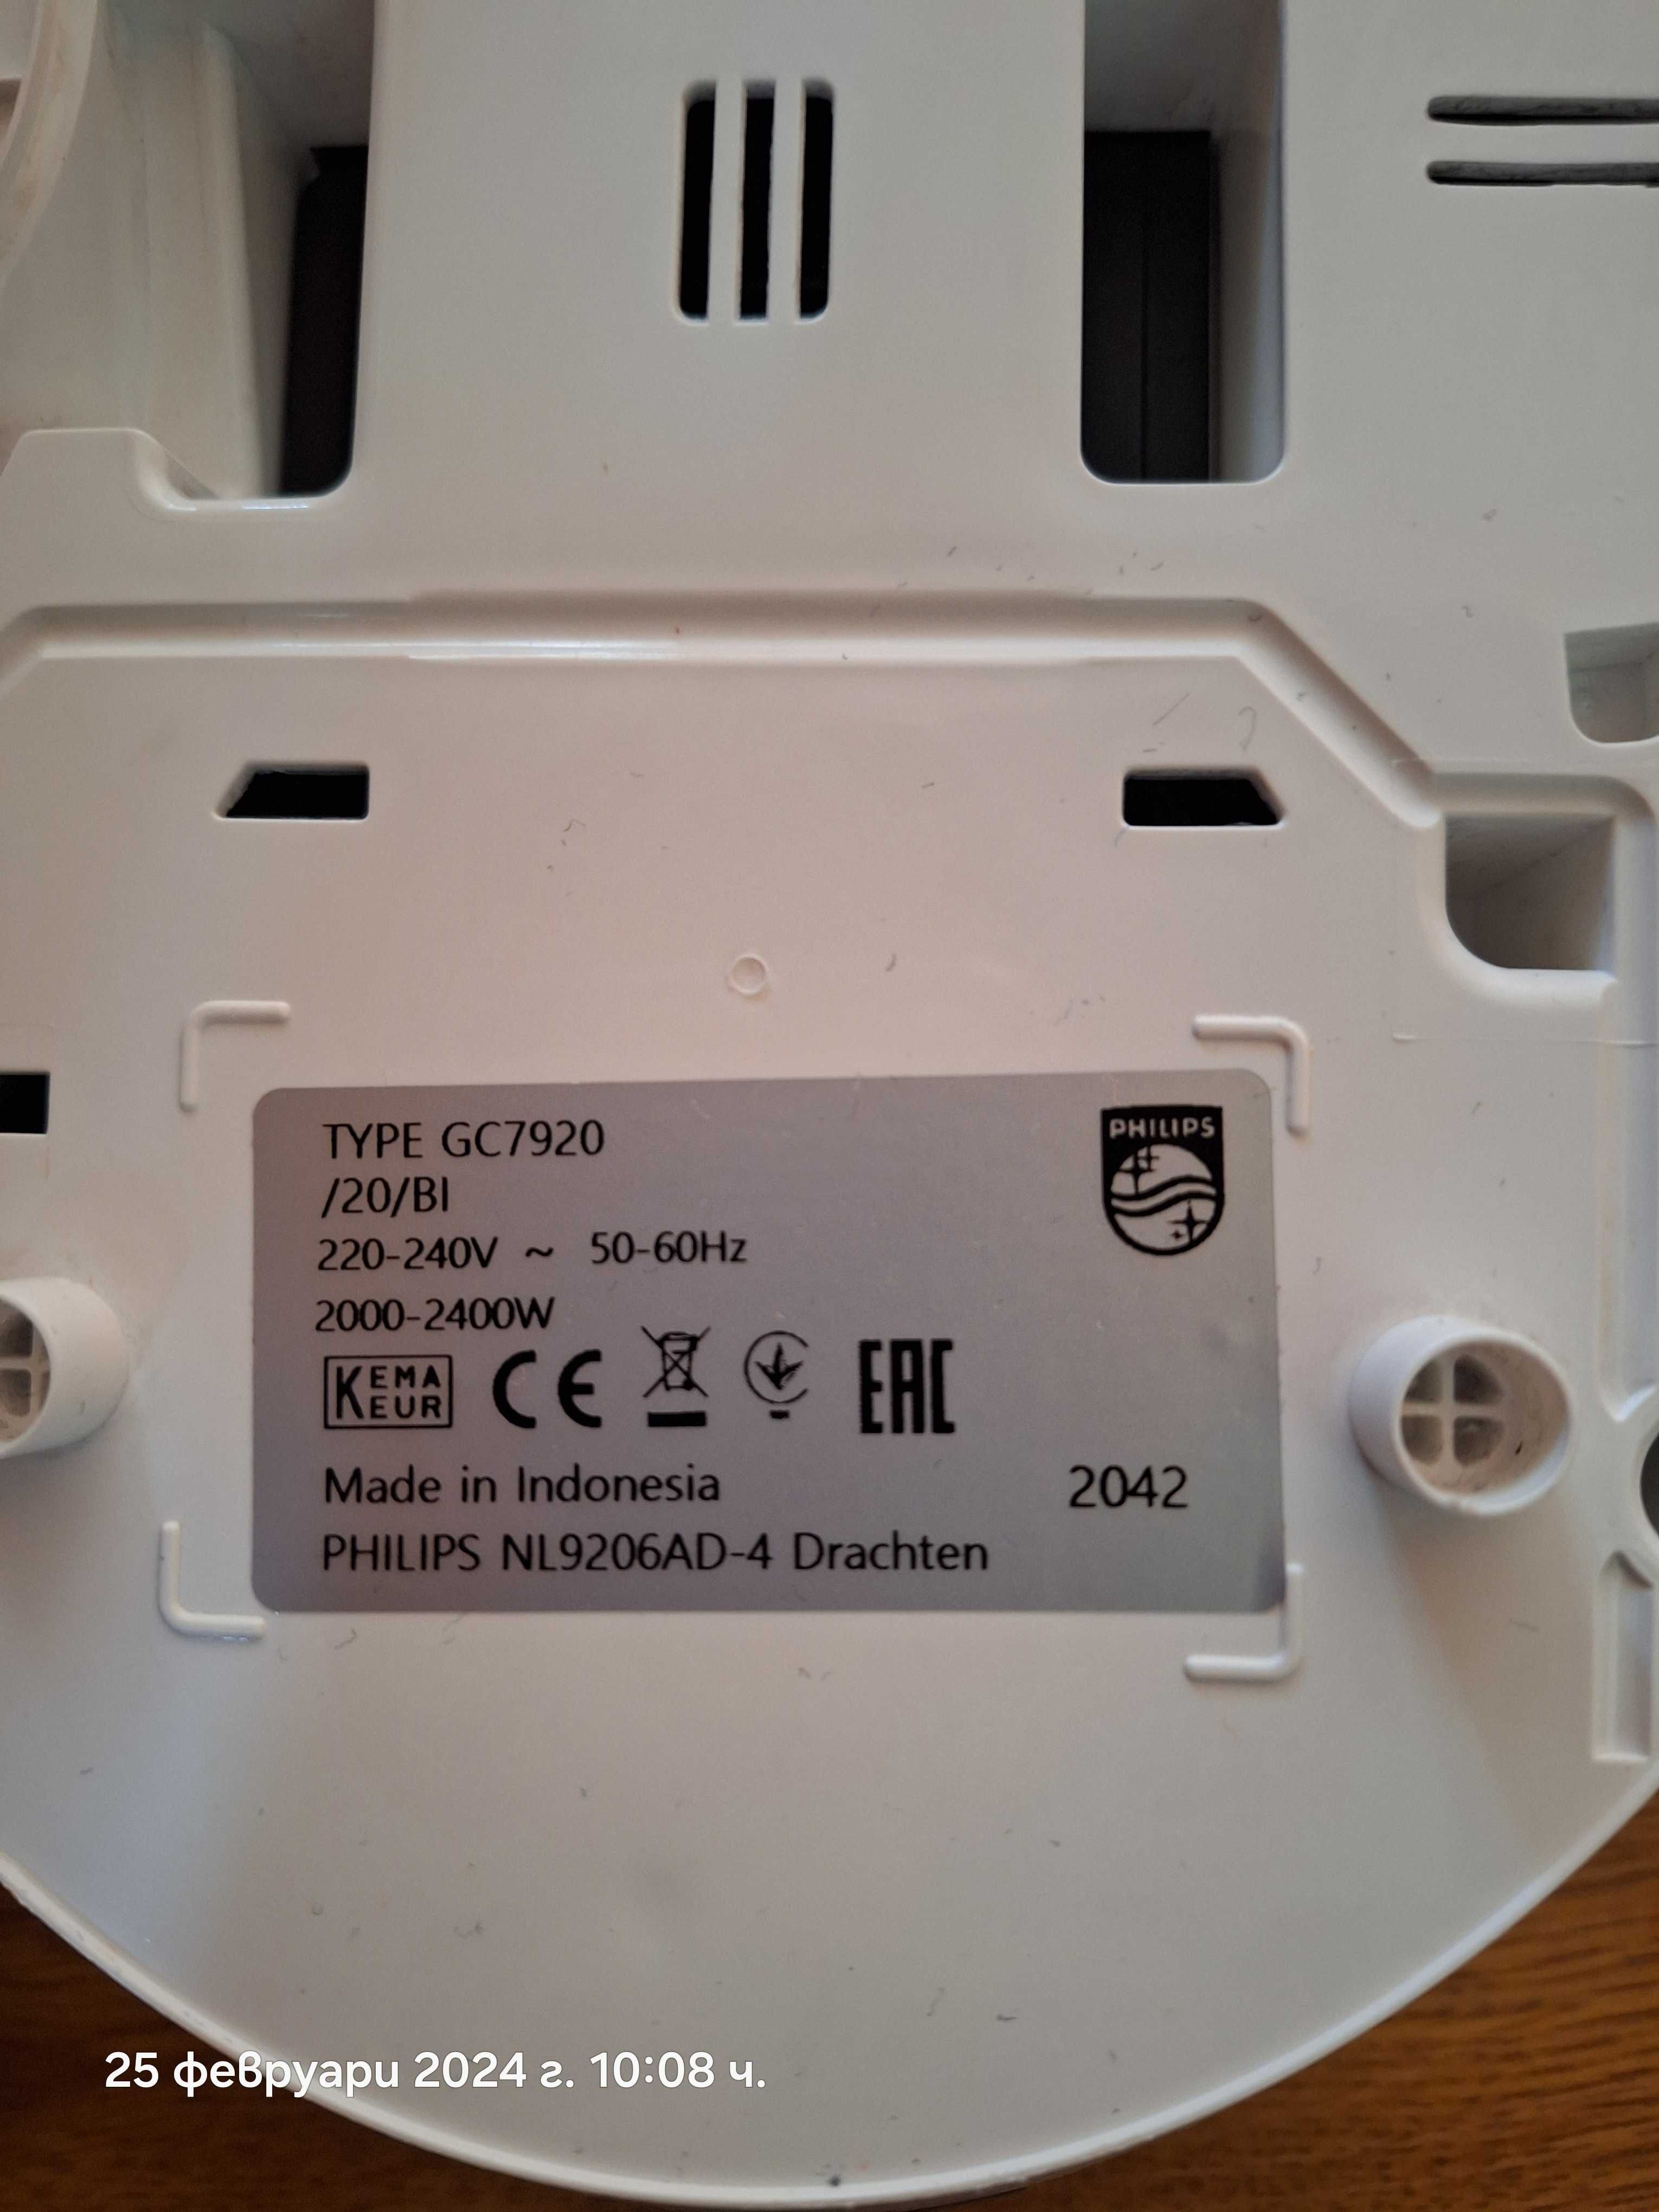 TYPE GC7920
/20/BI
PHILIPS
220-240V ~ 50-60Hz
2000-2400W
KEMA
EUR
CE
EAC
Made in Indonesia 2042
PHILIPS NL9206AD-4 Drachten
25 февруари 2024 г. 10:08 ч.